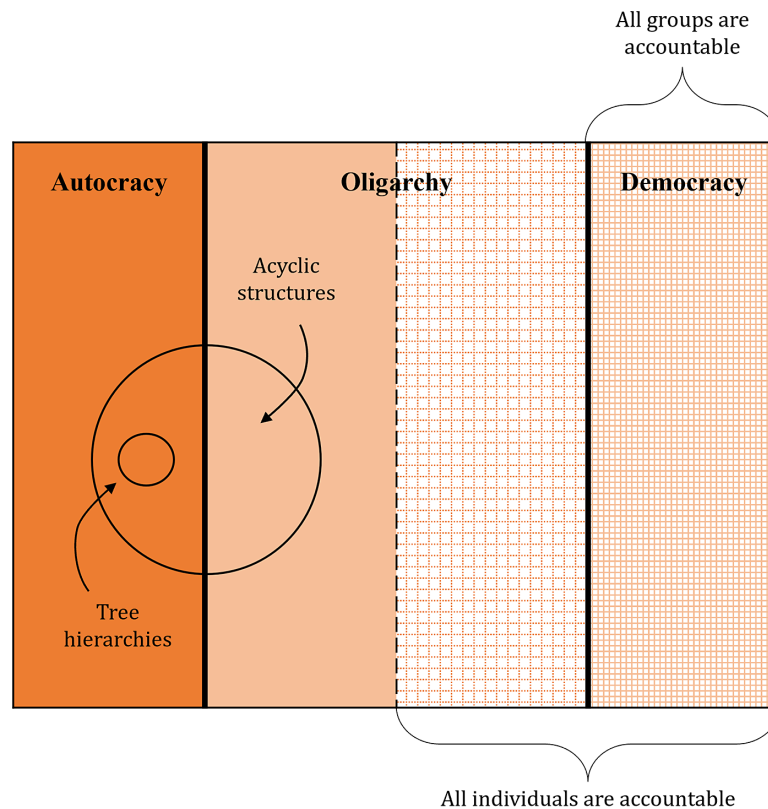 All groups are
accountable
Autocracy
Oligarchy
Democracy
Acyclic
structures
Tree
hierarchies
All individuals are accountable